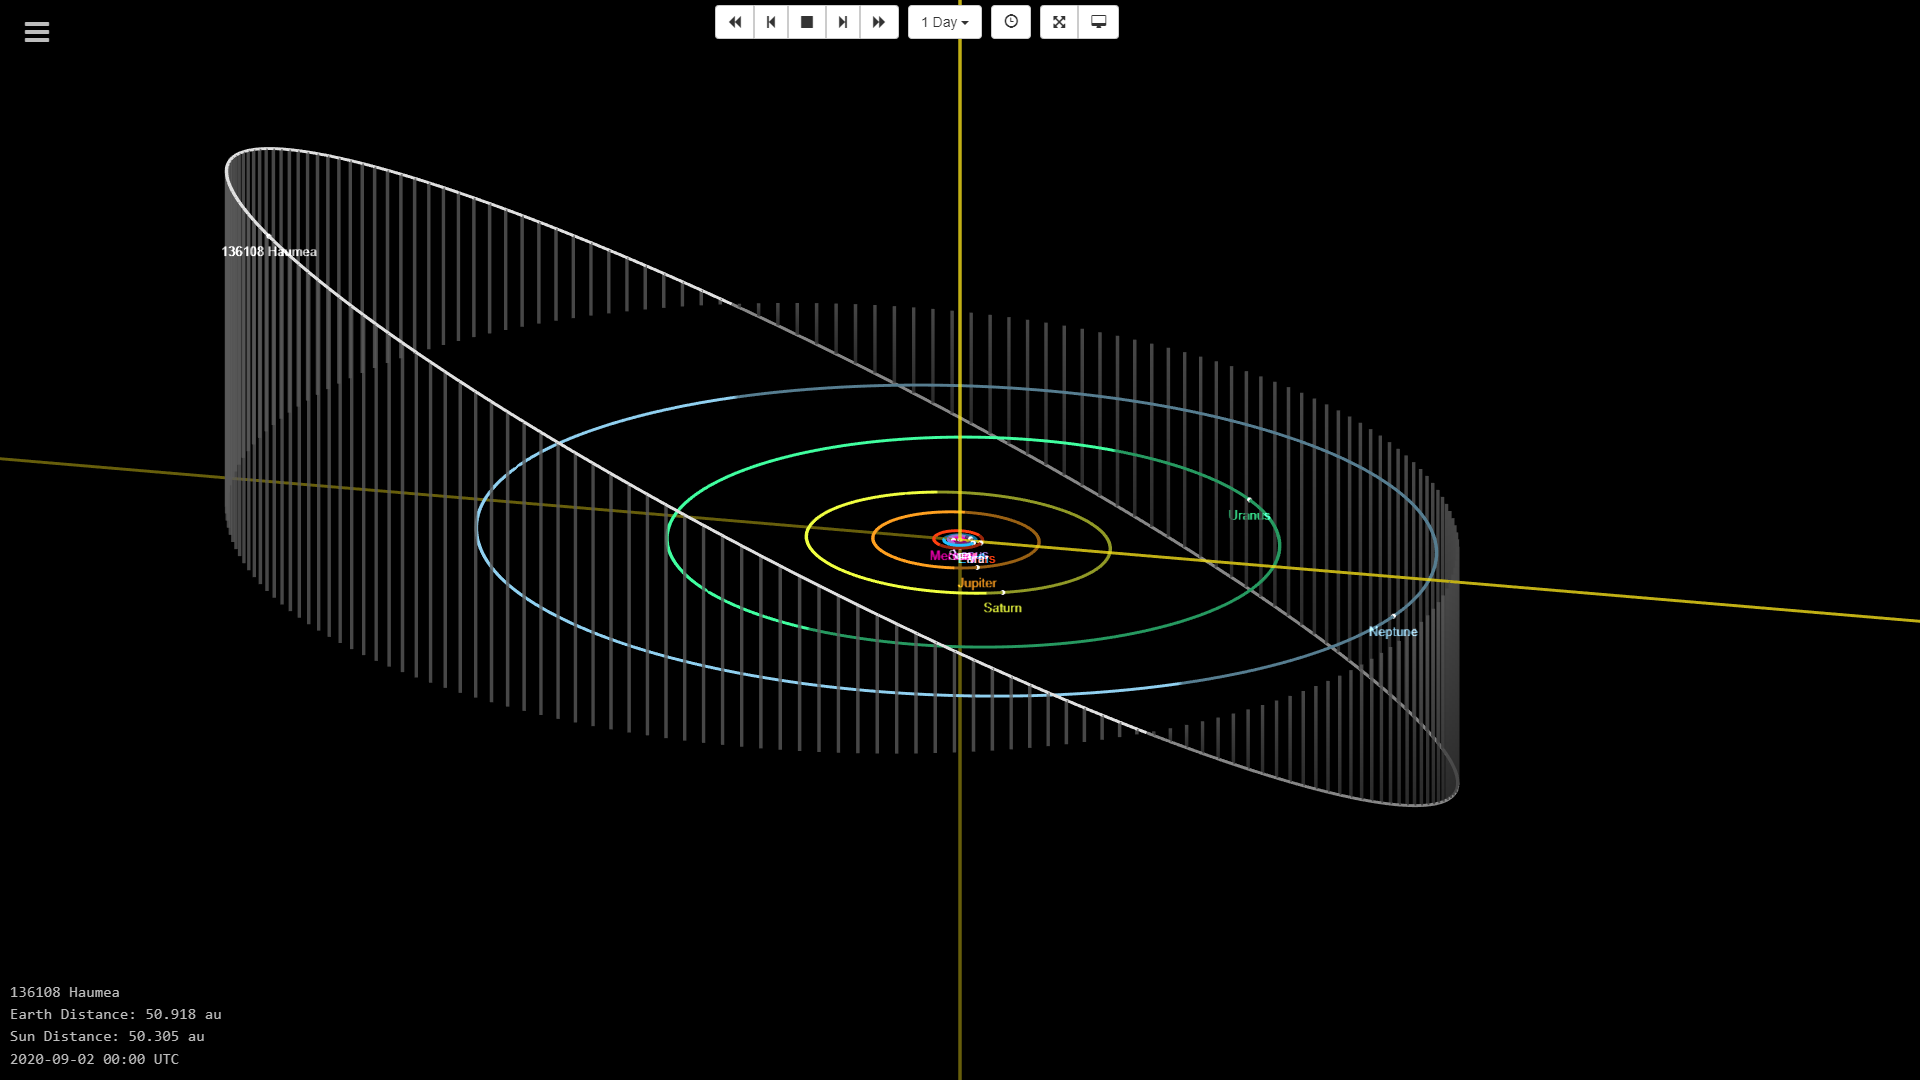 1 Day
136108 Haumea
Uranus
Jupiter
Saturn
Neptune
136108 Haumea
Earth Distance: 50.918 au
Sun Distance: 50.305 au
2020-09-02 00:00 UTC